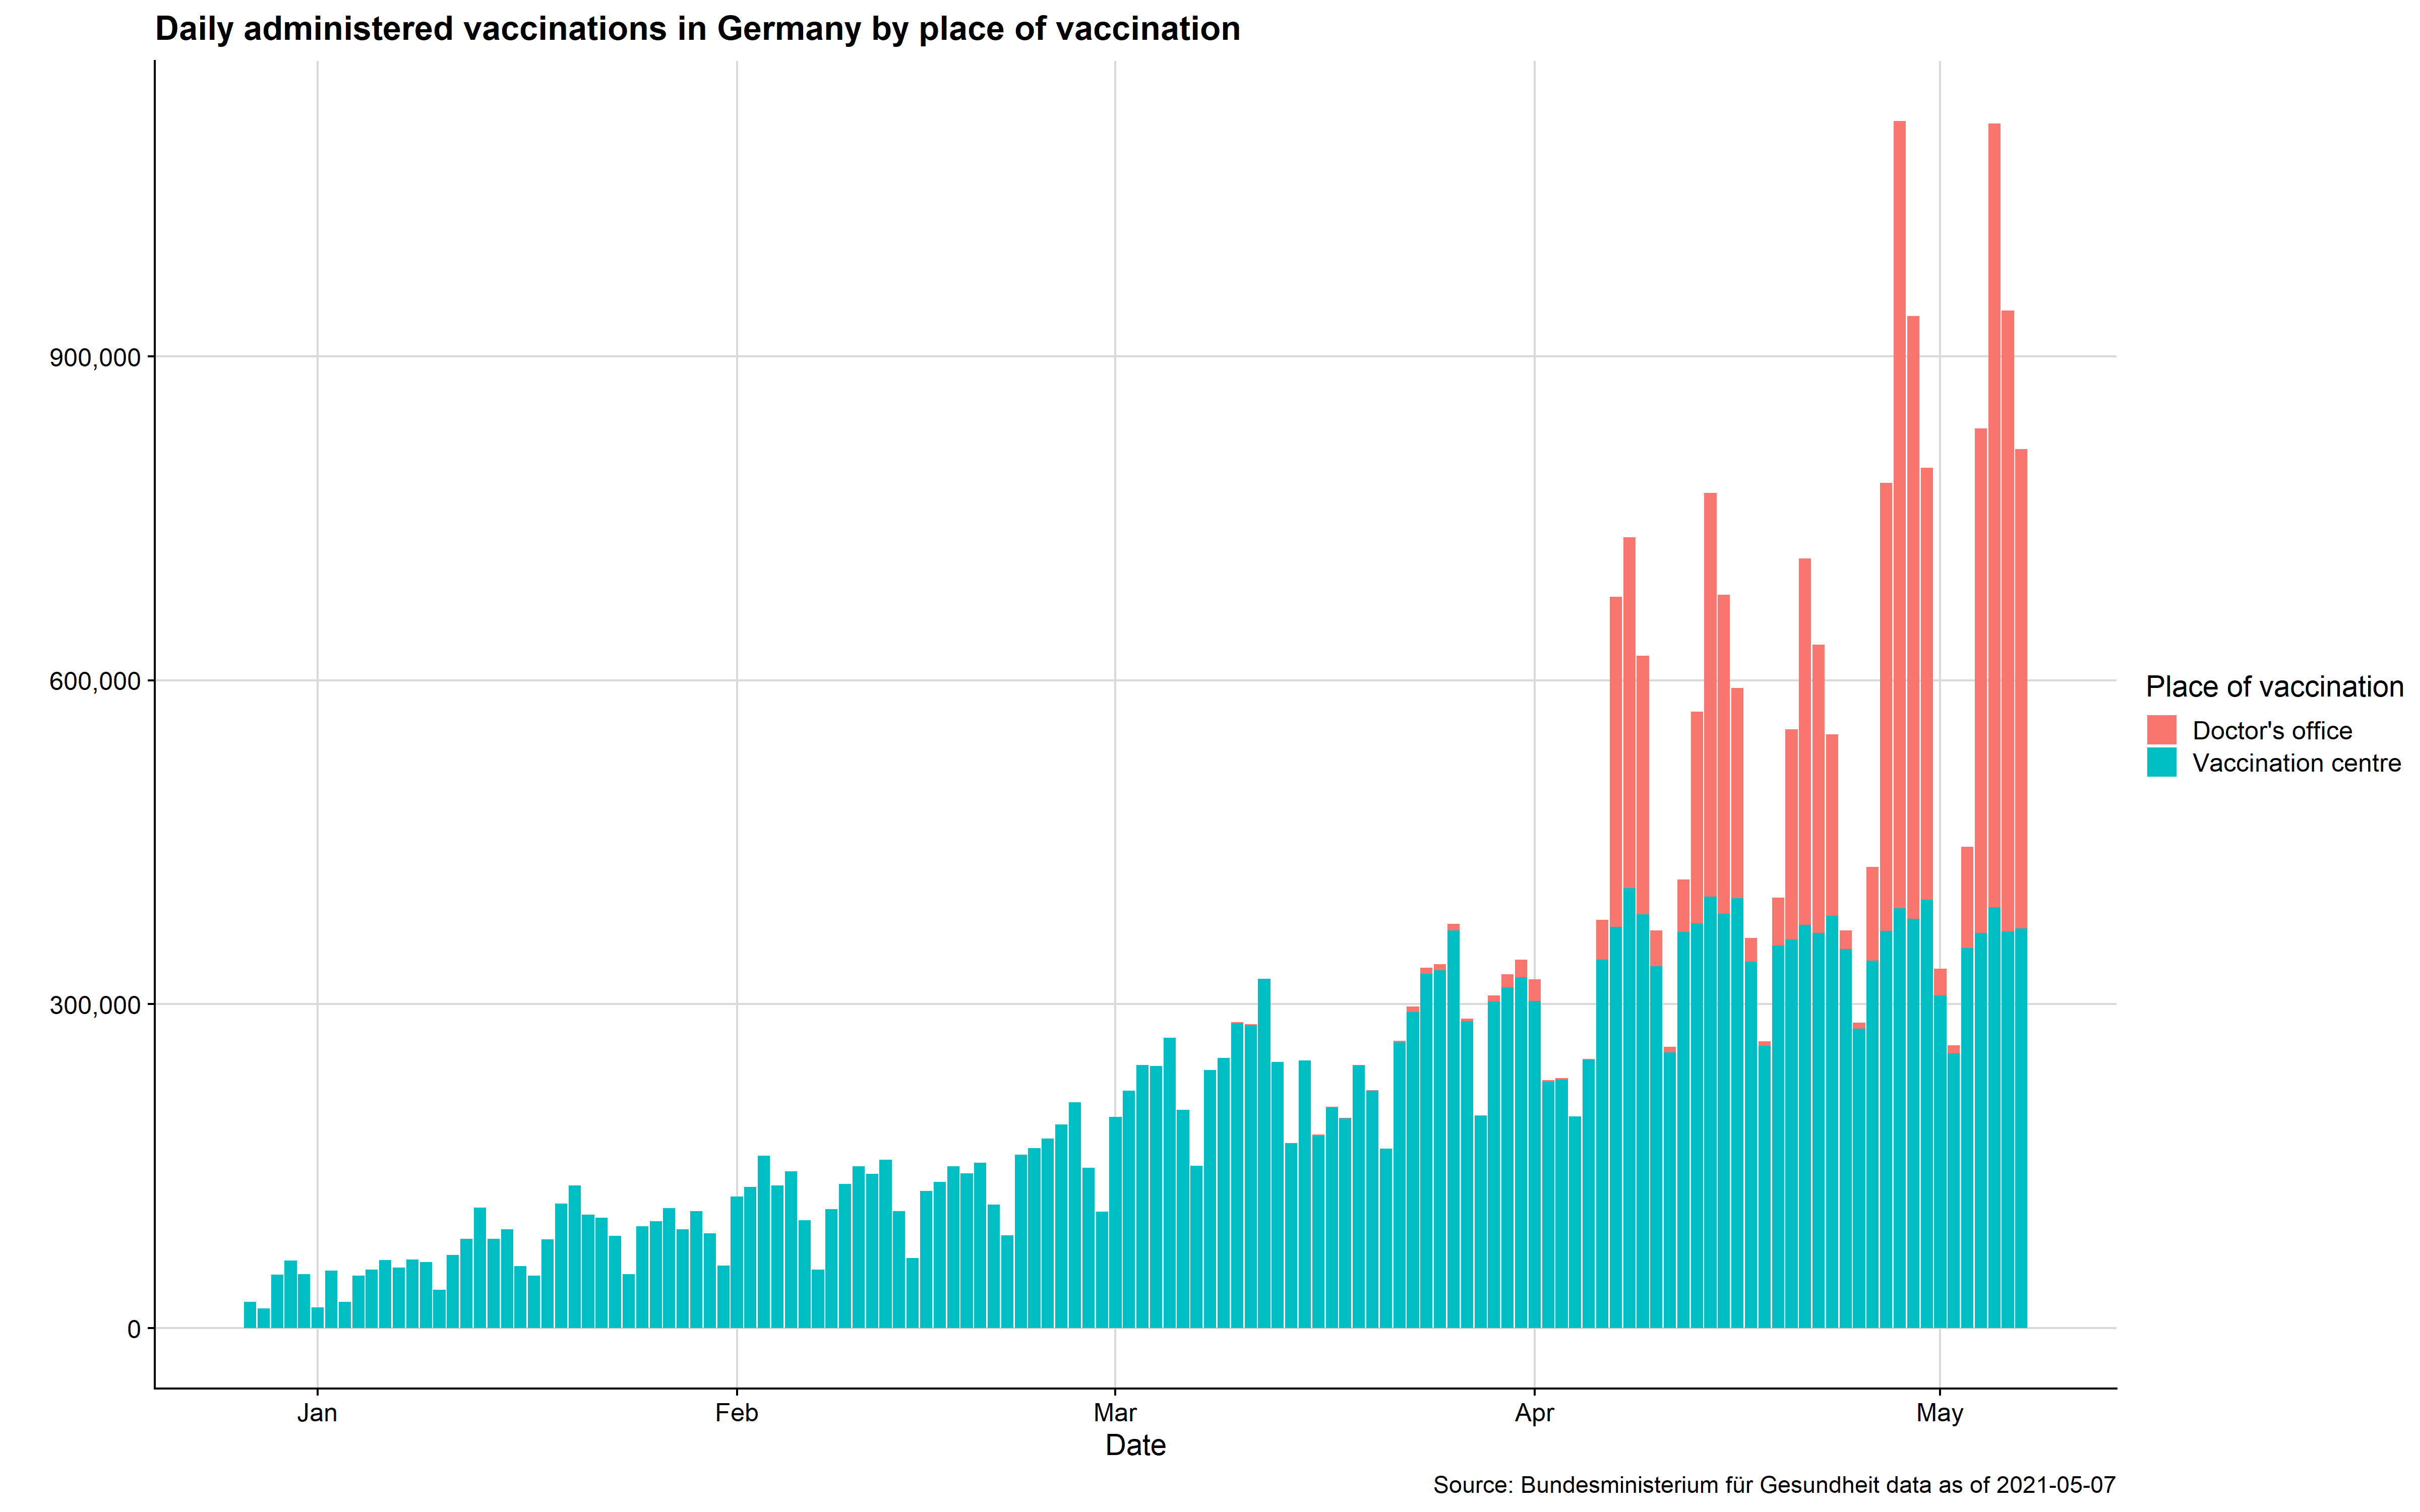 Daily administered vaccinations in Germany by place of vaccination
900,000
600,000
300,000
0
Jan Feb Mar Apr May
Date
Place of vaccination
Doctor's office
Vaccination centre
Source: Bundesministerium für Gesundheit data as of 2021-05-07